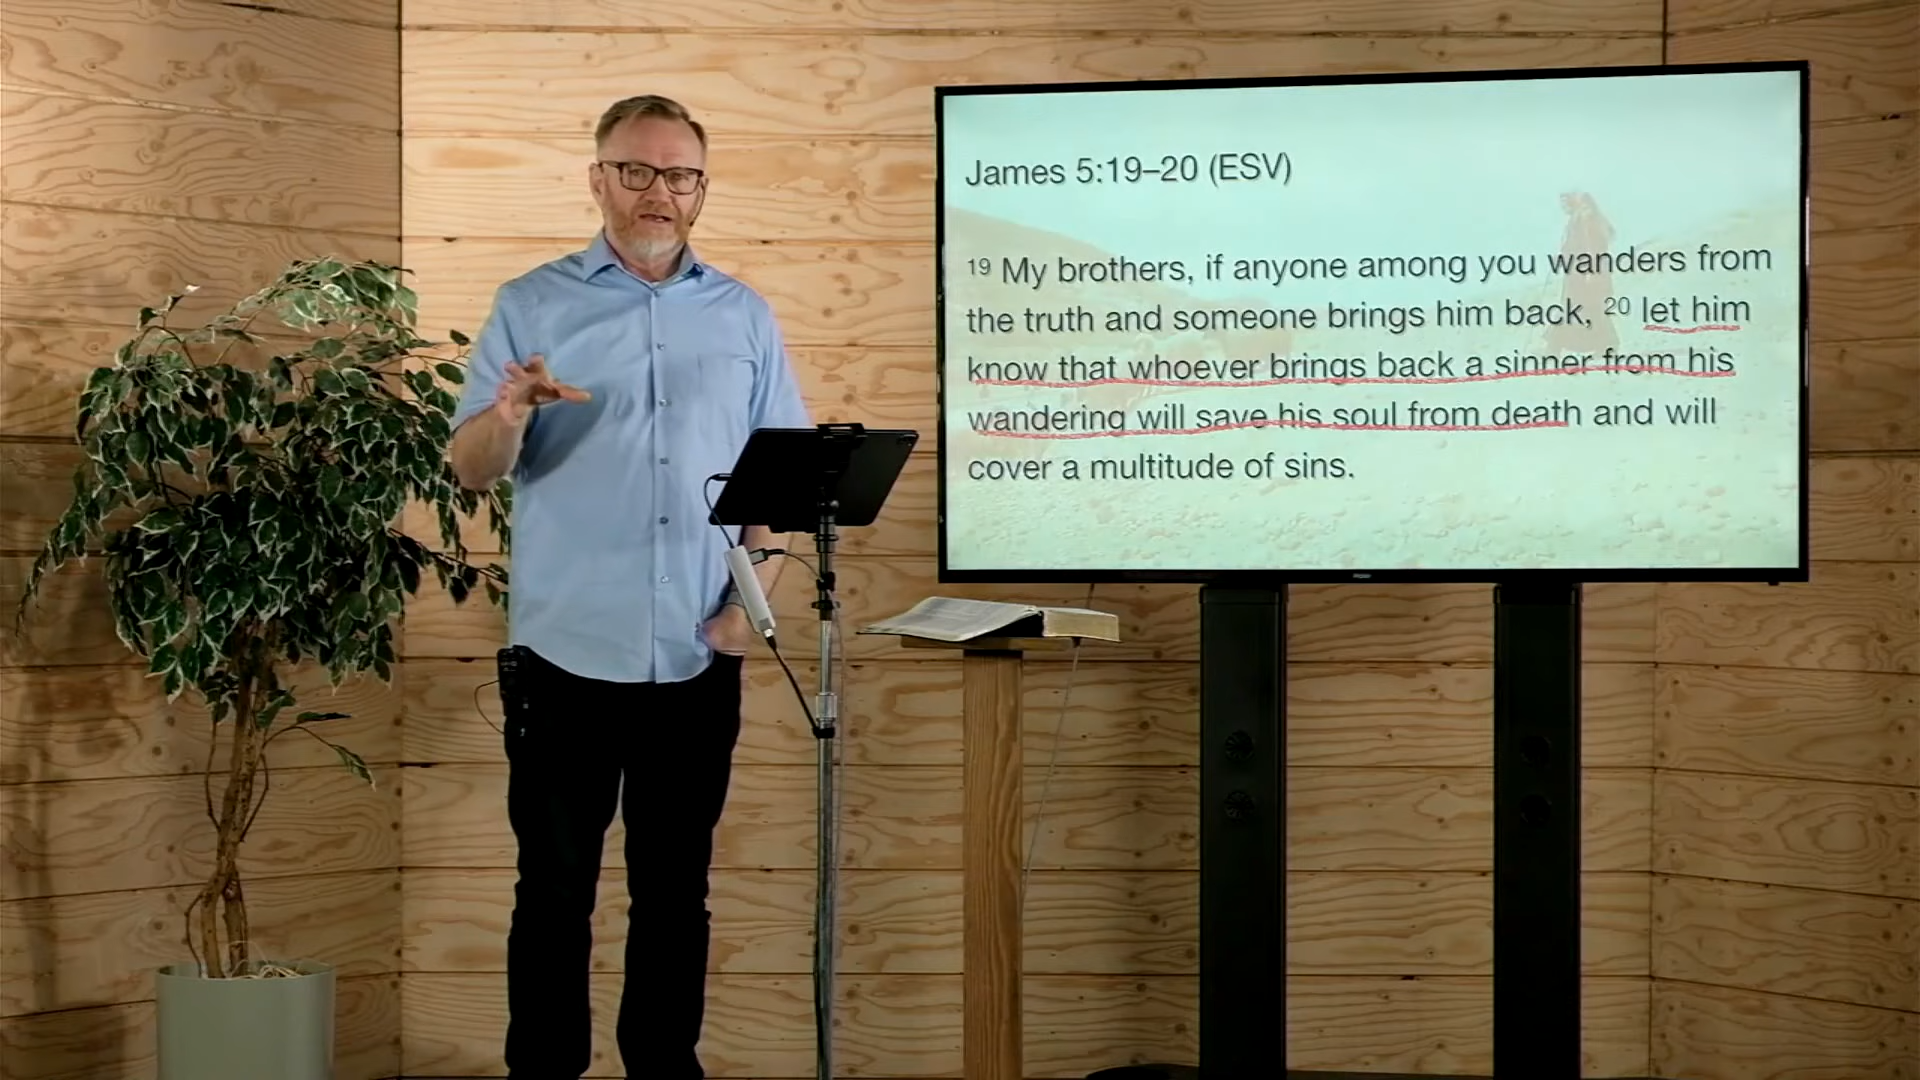 James 5:19–20 (ESV)
19 My brothers, if anyone among you wanders from
the truth and someone brings him back, 20 let him
know that whoever brings back a sinner from his
wandering will save his soul from death and will
cover a multitude of sins.